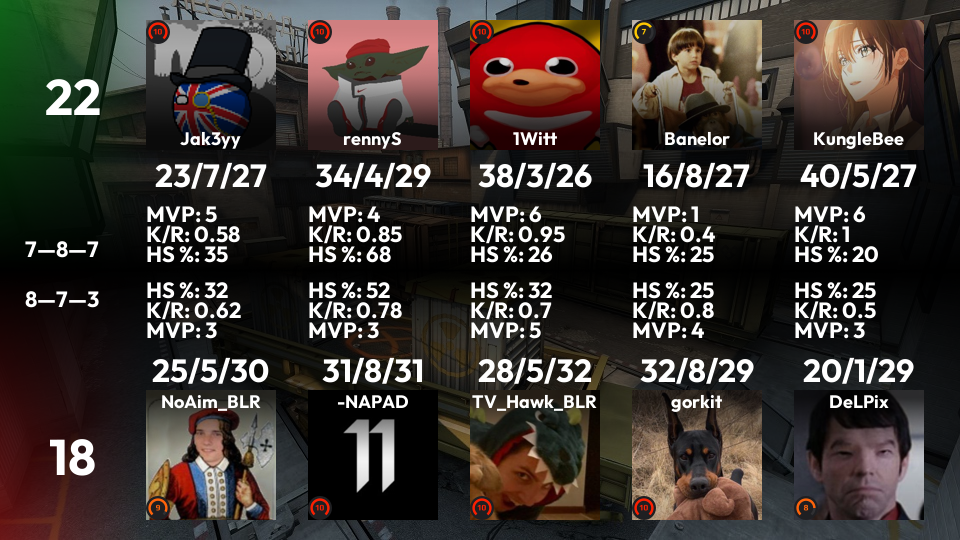 10
10
10
7
10
22
Jak3yy
rennyS
1Witt
Banelor
KungleBee
23/7/27
34/4/29
38/3/26
16/8/27
40/5/27
MVP: 5
K/R: 0.58
HS %: 35
MVP: 4
K/R: 0.85
HS %: 68
MVP: 6
K/R: 0.95
HS %: 26
MVP: 1
K/R: 0.4
HS %: 25
MVP: 6
K/R: 1
HS %: 20
7—8—7
8—7—3
HS %: 32
K/R: 0.62
MVP: 3
HS %: 52
K/R: 0.78
MVP: 3
HS %: 32
K/R: 0.7
MVP: 5
HS %: 25
K/R: 0.8
MVP: 4
HS %: 25
K/R: 0.5
MVP: 3
25/5/30
31/8/31
28/5/32
32/8/29
20/1/29
NoAim_BLR
-NAPAD
TV_Hawk_BLR
gorkit
DeLPix
18
11
9
10
10
10
8